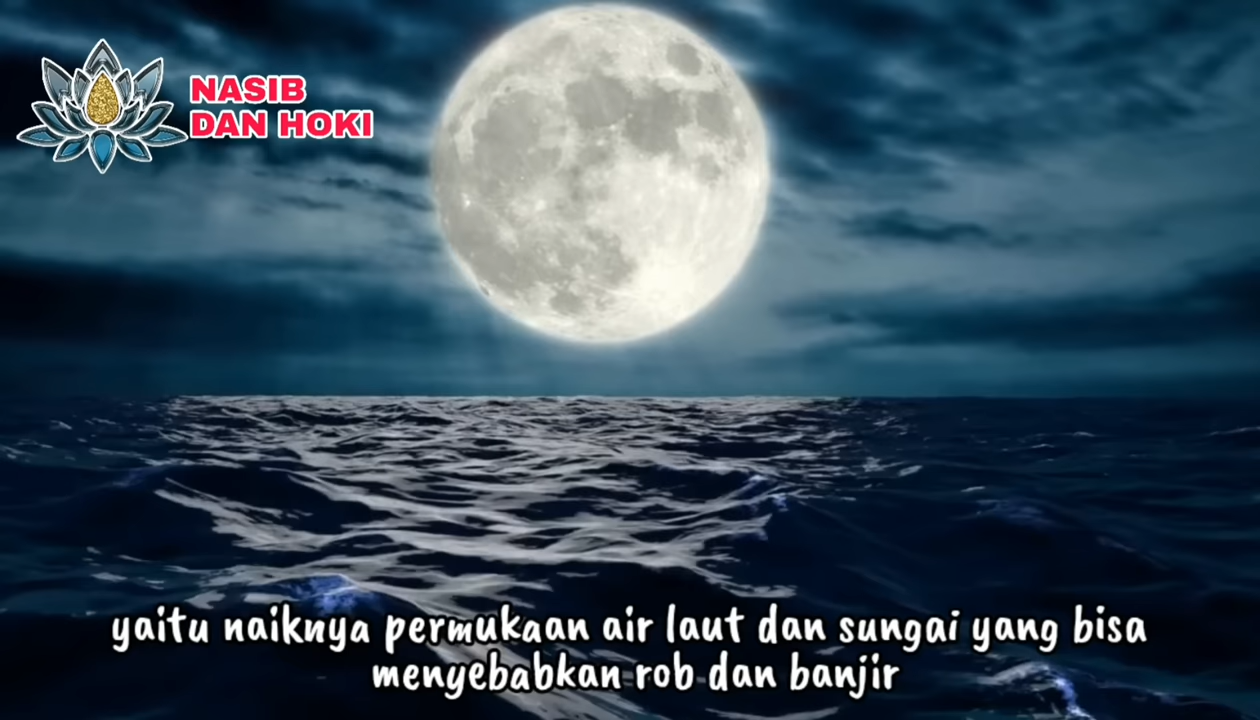 NASIB
DAN HOKI
yaitu naiknya permukaan air laut dan sungai yang bisa
menyebabkan rob dan banjir